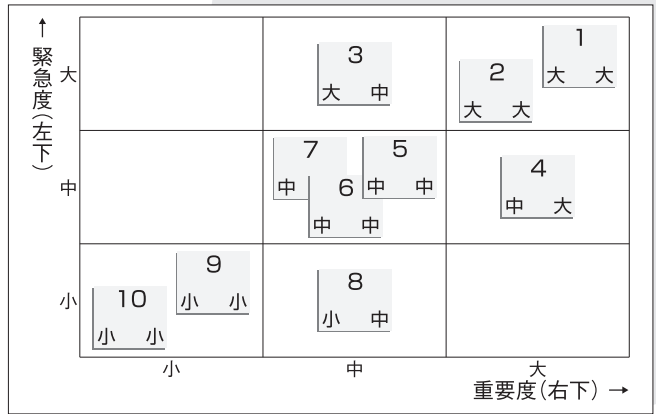 ↑緊急度(左下)
大
3
大 中
2
大 大
1
大 大
中
7
中
6
中 中
5
中 中
4
中 大
小
10
小 小
9
小 小
8
小 中
小 中 大
重要度(右下) →